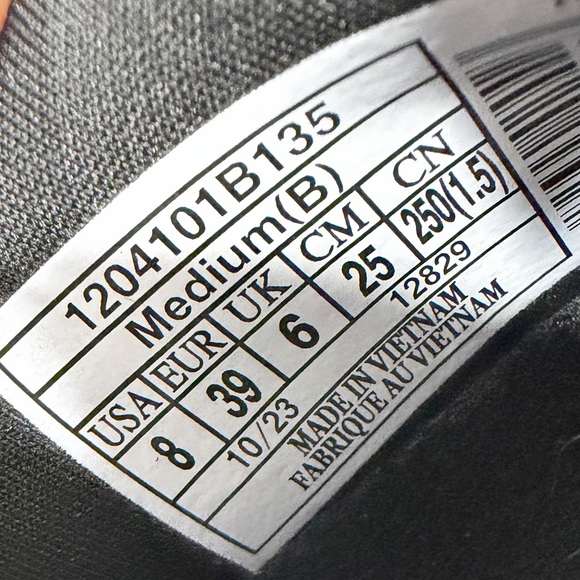 1204101B135
Medium(B)
USA EUR UK CM CN
8 39 6 25 250(1.5)
10/23 12829
MADE IN VIETNAM
FABRIQUE AU VIETNAM